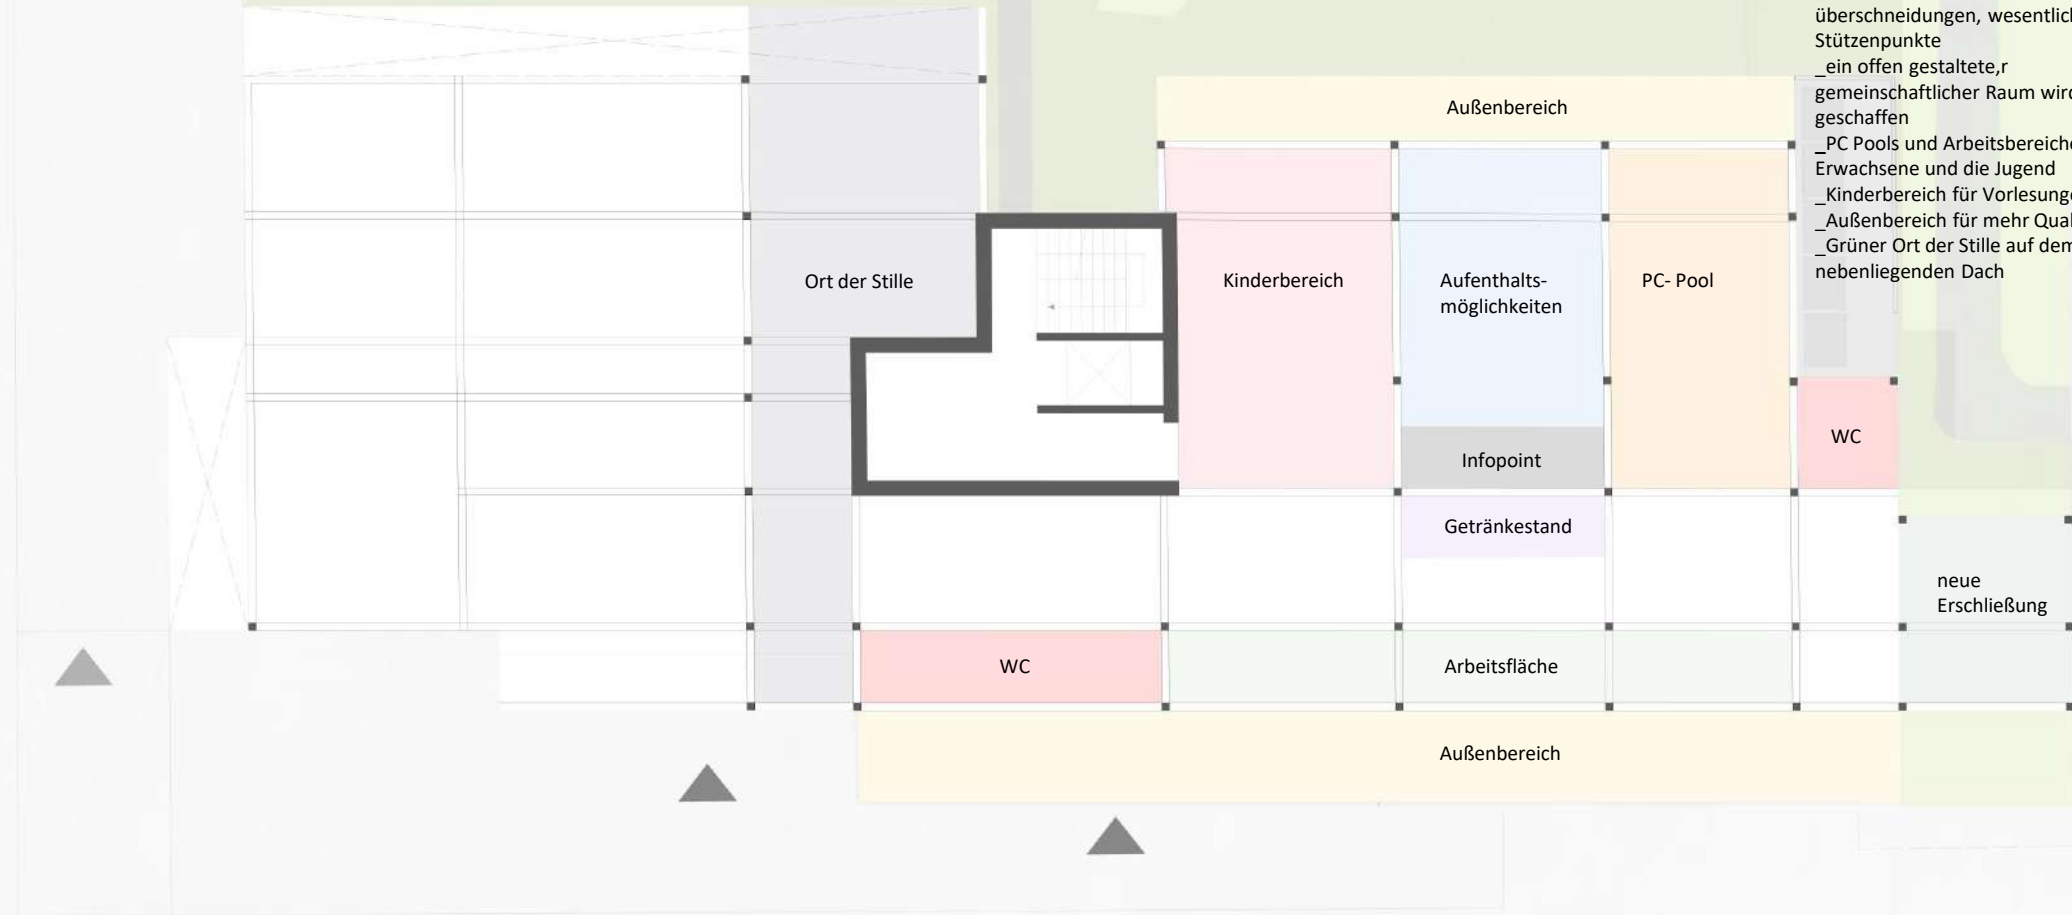 überschneidungen, wesentlich
Stützenpunkte
_ein offen gestaltete,r
gemeinschaftlicher Raum wird
geschaffen
_PC Pools und Arbeitsbereiche
Erwachsene und die Jugend
_Kinderbereich für Vorlesunge
_Außenbereich für mehr Qual
_Grüner Ort der Stille auf dem
nebenliegenden Dach
Außenbereich
Ort der Stille
Kinderbereich
Aufenthalts-
möglichkeiten
PC- Pool
WC
Infopoint
Getränkestand
neue
Erschließung
WC
Arbeitsfläche
Außenbereich